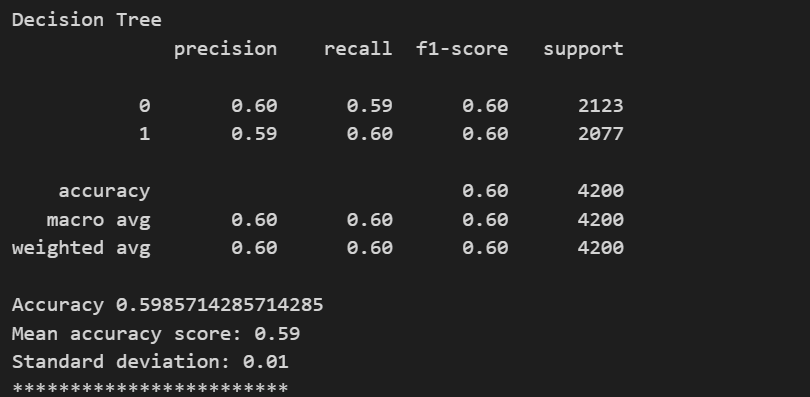 Decision Tree
precision recall f1-score support
0 0.60 0.59 0.60 2123
1 0.59 0.60 0.60 2077
accuracy 0.60 4200
macro avg 0.60 0.60 0.60 4200
weighted avg 0.60 0.60 0.60 4200
Accuracy 0.5985714285714285
Mean accuracy score: 0.59
Standard deviation: 0.01
************************